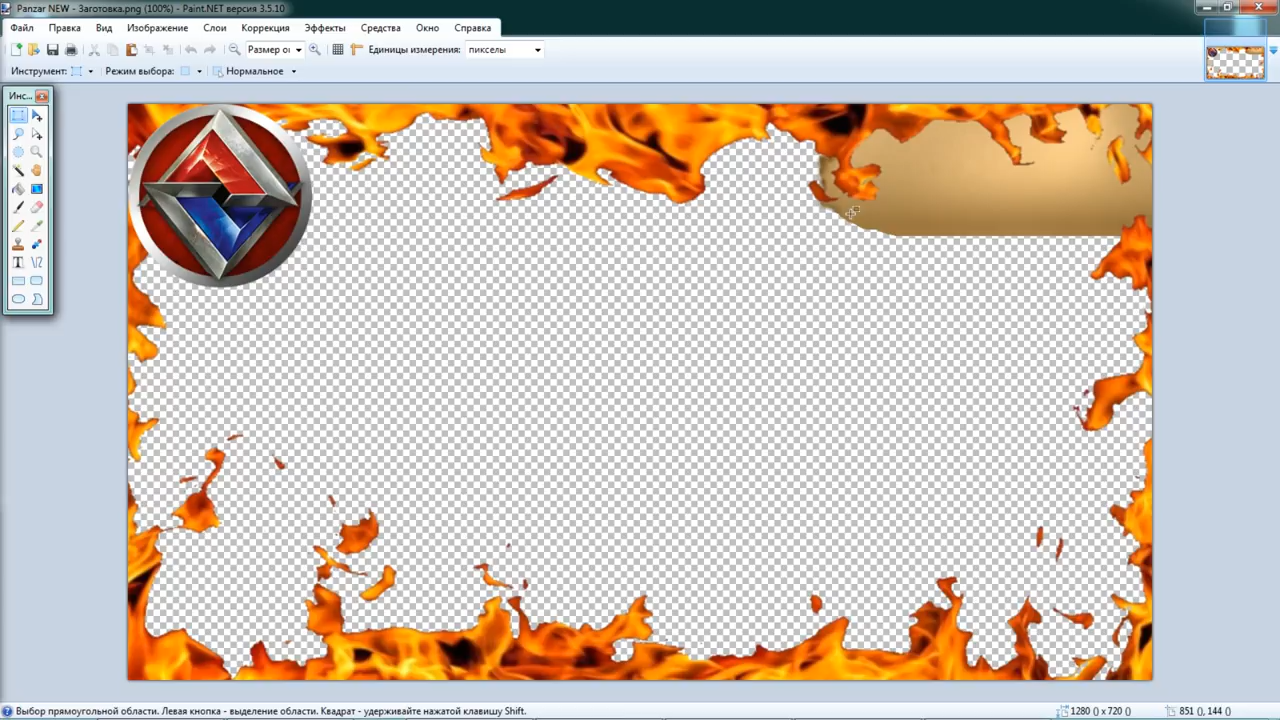 Panzar NEW - Заготовка.png (100%) - Paint.NET версия 3.5.10
Файл Правка Вид Изображение Слои Коррекция Эффекты Средства Окно Справка
Размер Единицы измерения: пикселы
Инструмент: Режим выбора: Нормальное
Инс...
Выбор прямоугольной области. Левая кнопка - выделение области. Квадрат - удерживайте нажатой клавишу Shift.
1280 () x 720 () 851 (), 144 ()